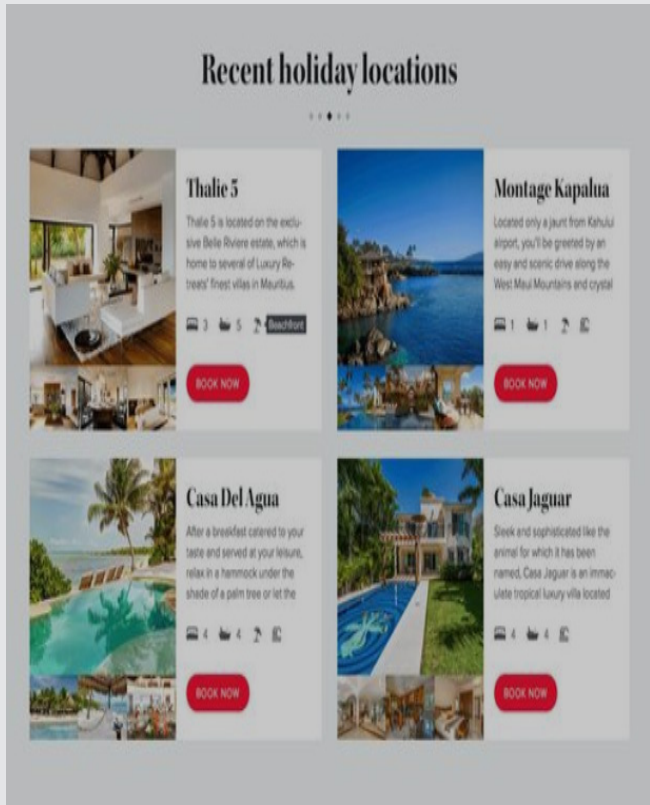 Recent holiday locations
Thalie 5
Thalie 5 is located on the exclu-
sive Belle Riviere estate, which is
home to several of Luxury Re-
treats' finest villas in Mauritius.
3 5 Beachfront
BOOK NOW
Montage Kapalua
Located only a jaunt from Kahului
airport, you'll be greeted by an
easy and scenic drive along the
West Maui Mountains and crystal
1 1
BOOK NOW
Casa Del Agua
After a breakfast catered to your
taste and served at your leisure,
relax in a hammock under the
shade of a palm tree or let the
4 4
BOOK NOW
Casa Jaguar
Sleek and sophisticated like the
animal for which it has been
named, Casa Jaguar is an immac-
ulate tropical luxury villa located
4 4
BOOK NOW